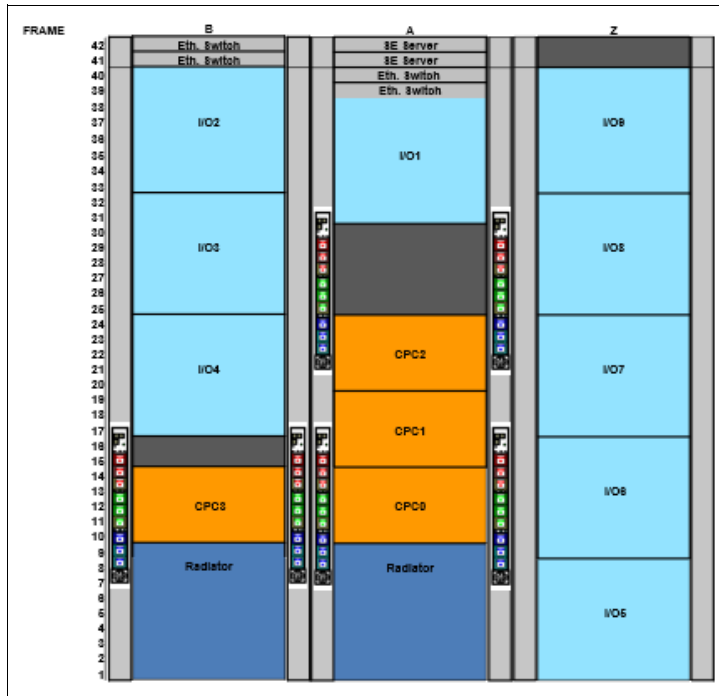 FRAME B A Z
42 Eth. Switch SE Server
41 Eth. Switch SE Server
40 Eth. Switch
39 Eth. Switch
38
37 I/O2 I/O9
36
35 I/O1
34
33
32
31
30
29 I/O3 I/O8
28
27
26
25
24
23
22 CPC2
21 I/O4 I/O7
20
19
18
17 CPC1
16
15
14
13 I/O6
12 CPC3 CPC0
11
10
9
8 Radiator Radiator
7
6
5 I/O5
4
3
2
1